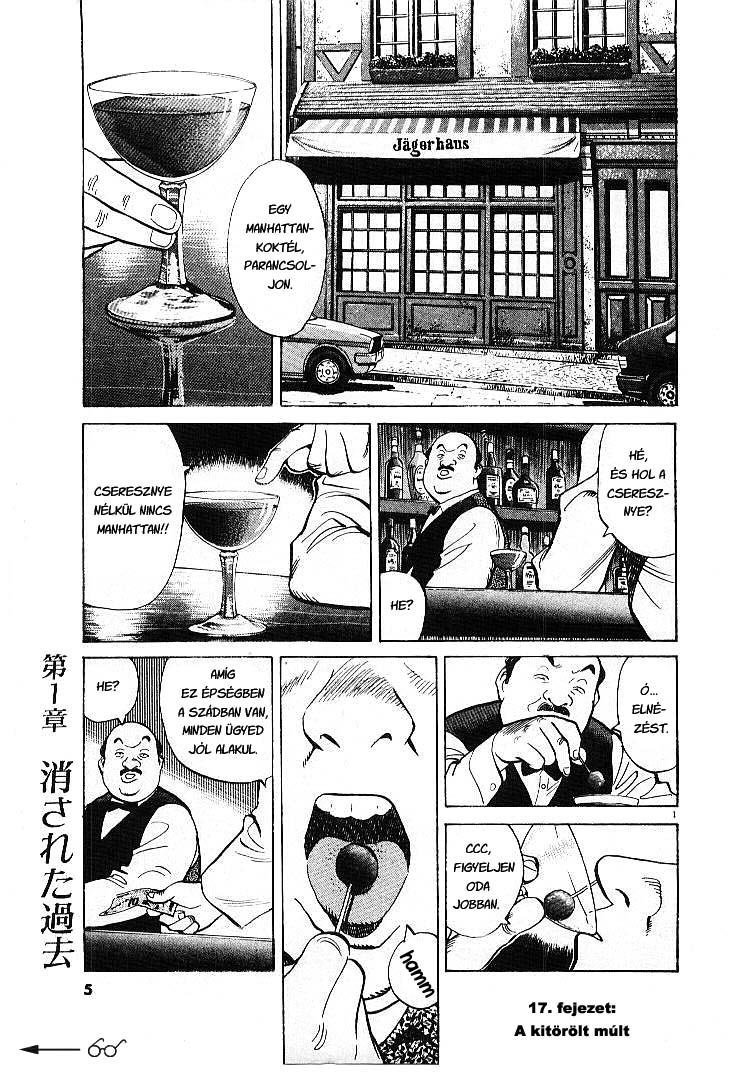 Jägerhaus
EGY
MANHATTAN-
KOKTÉL,
PARANCSOL-
JON.
HÉ,
ÉS HOL A
CSERESZ-
NYE?
HE?
CSERESZNYE
NÉLKÜL NINCS
MANHATTAN!!
Ó...
ELNÉ-
ZÉST.
1
CCC,
FIGYELJEN
ODA
JOBBAN.
hamm
AMÍG
EZ ÉPSÉGBEN
A SZÁDBAN VAN,
MINDEN ÜGYED
JÓL ALAKUL.
HE?
10
第1章 消された過去
5
17. fejezet:
A kitörölt múlt